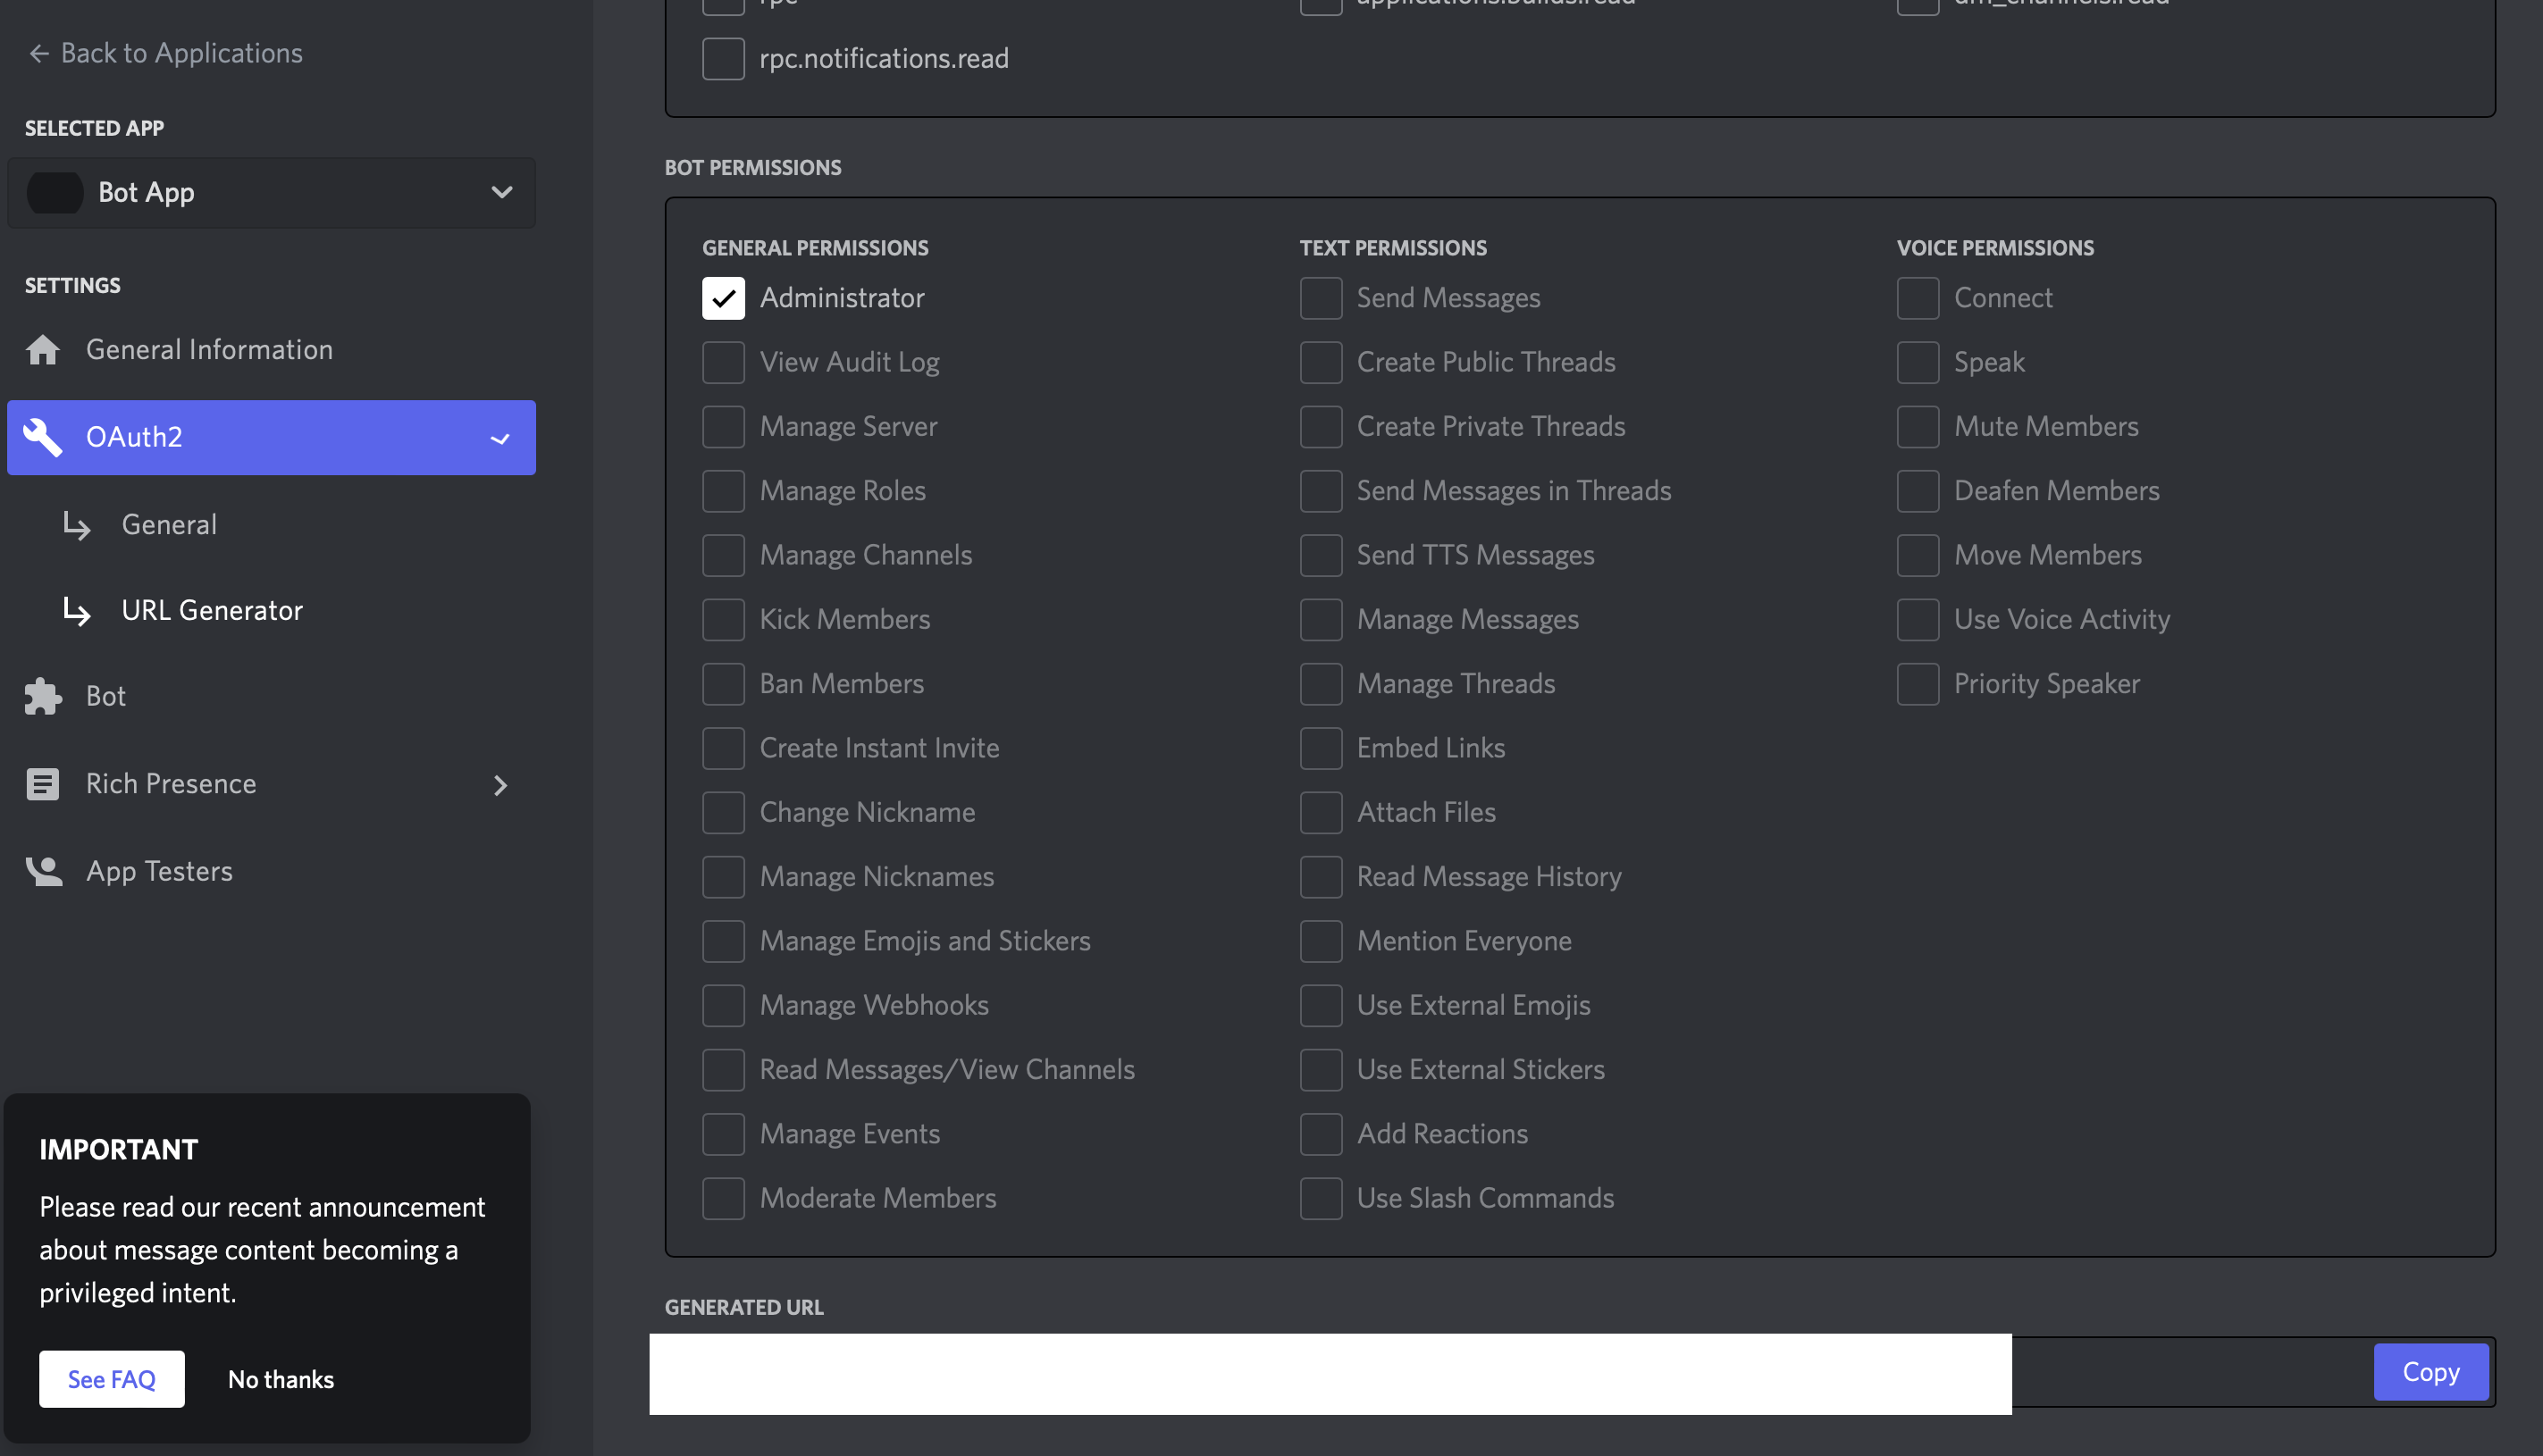 Back to Applications
SELECTED APP
Bot App
SETTINGS
General Information
OAuth2
General
URL Generator
Bot
Rich Presence
App Testers
IMPORTANT
Please read our recent announcement
about message content becoming a
privileged intent.
See FAQ
No thanks
rpc
applications.builds.read
dm_channels.read
rpc.notifications.read
BOT PERMISSIONS
GENERAL PERMISSIONS
Administrator
View Audit Log
Manage Server
Manage Roles
Manage Channels
Kick Members
Ban Members
Create Instant Invite
Change Nickname
Manage Nicknames
Manage Emojis and Stickers
Manage Webhooks
Read Messages/View Channels
Manage Events
Moderate Members
TEXT PERMISSIONS
Send Messages
Create Public Threads
Create Private Threads
Send Messages in Threads
Send TTS Messages
Manage Messages
Manage Threads
Embed Links
Attach Files
Read Message History
Mention Everyone
Use External Emojis
Use External Stickers
Add Reactions
Use Slash Commands
VOICE PERMISSIONS
Connect
Speak
Mute Members
Deafen Members
Move Members
Use Voice Activity
Priority Speaker
GENERATED URL
Copy